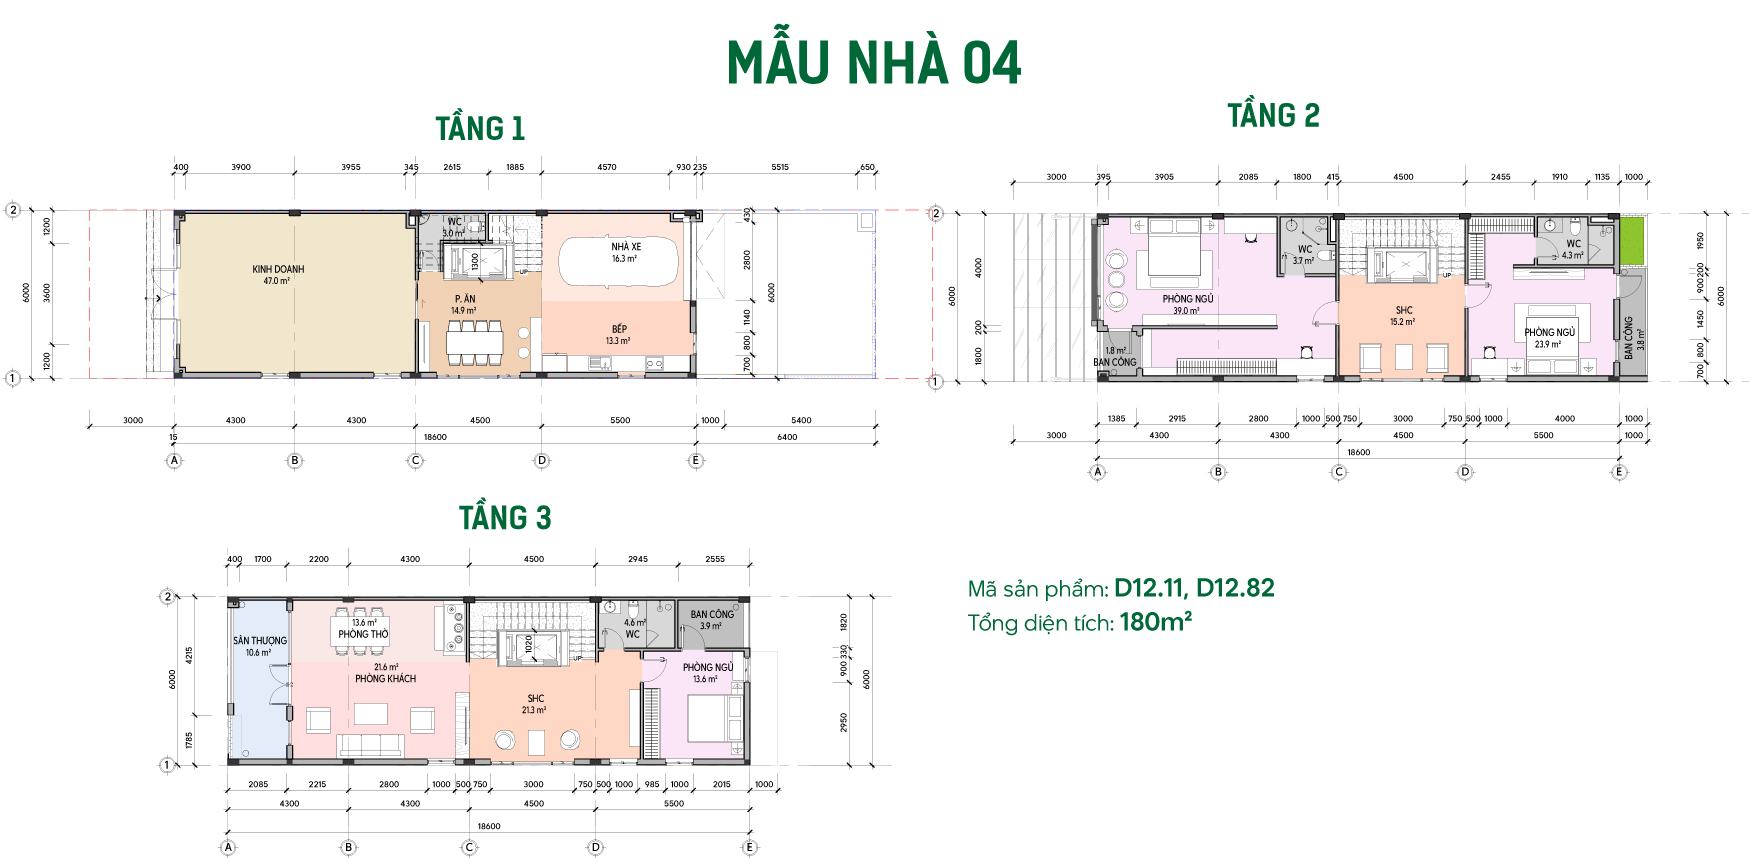 MẪU NHÀ 04
TẦNG 1
400 3900 3955 345 2615 1885 4570 930 235 5515 650
2
1
6000
1200
3600
1200
KINH DOANH
47.0 m²
WC
3.0 m²
1300
UP
P. ĂN
14.9 m²
NHÀ XE
16.3 m²
BẾP
13.3 m²
430
2800
1140
800
700
6000
3000 4300 4300 4500 5500 1000 5400
15 18600 6400
A B C D E
TẦNG 2
3000 395 3905 2085 1800 415 4500 2455 1910 1135 1000
2
1
6000
4000
200
1800
PHÒNG NGỦ
39.0 m²
1.8 m²
BAN CÔNG
WC
3.7 m²
UP
SHC
15.2 m²
WC
4.3 m²
PHÒNG NGỦ
23.9 m²
BAN CÔNG
3.8 m²
1950
200
900
1450
800
700
6000
1385 2915 2800 1000 500 750 3000 750 500 1000 4000 1000
3000 4300 4300 4500 5500 1000
18600
A B C D E
TẦNG 3
400 1700 2200 4300 4500 2945 2555
2
1
6000
4215
1785
SÂN THƯỢNG
10.6 m²
13.6 m²
PHÒNG THỜ
21.6 m²
PHÒNG KHÁCH
1020
UP
SHC
21.3 m²
4.6 m²
WC
BAN CÔNG
3.9 m²
PHÒNG NGỦ
13.6 m²
1820
330
900
2950
6000
2085 2215 2800 1000 500 750 3000 750 500 1000 985 1000 2015 1000
4300 4300 4500 5500
18600
A B C D E
Mã sản phẩm: D12.11, D12.82
Tổng diện tích: 180m²